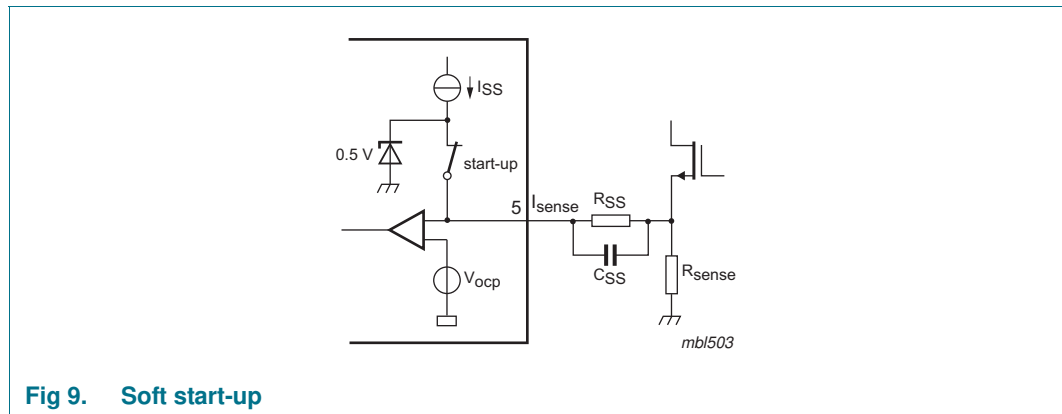 ISS
0.5 V
start-up
5
Isense
RSS
CSS
Vocp
Rsense
mbl503
Fig 9. Soft start-up